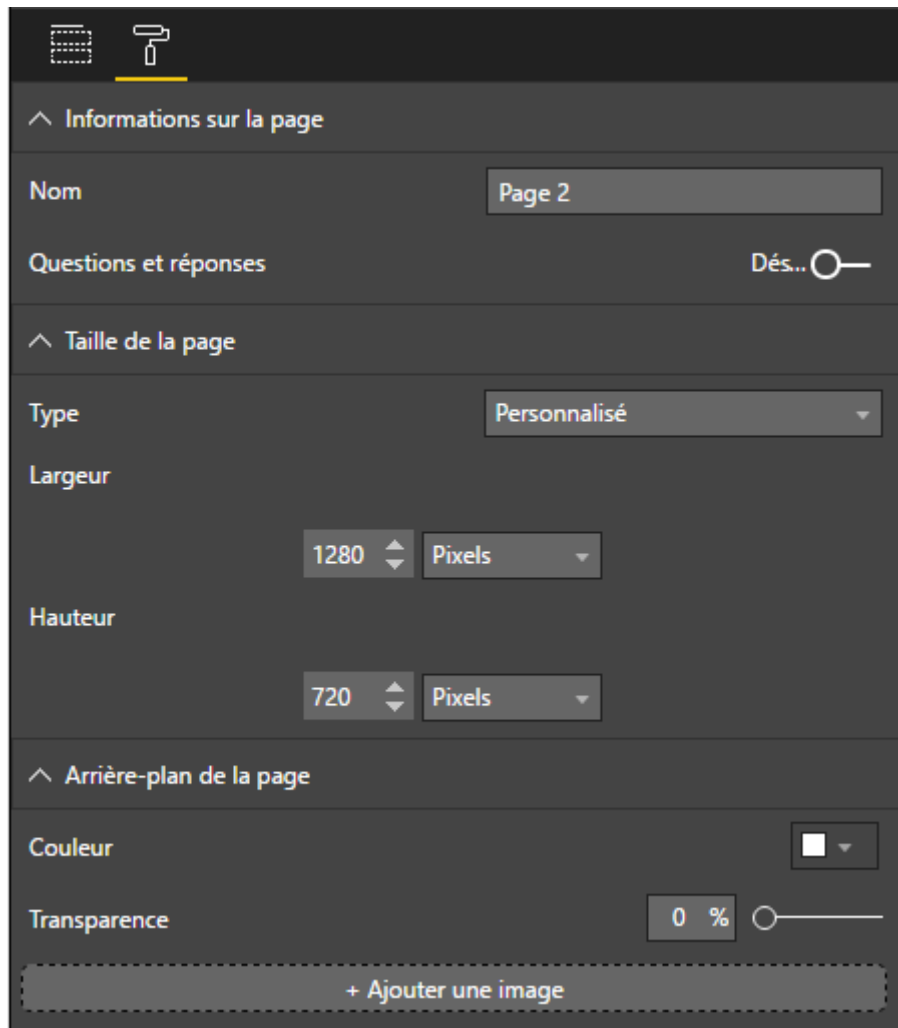 Informations sur la page
Nom
Page 2
Questions et réponses
Dés...
Taille de la page
Type
Personnalisé
Largeur
1280
Pixels
Hauteur
720
Pixels
Arrière-plan de la page
Couleur
Transparence
0 %
+ Ajouter une image